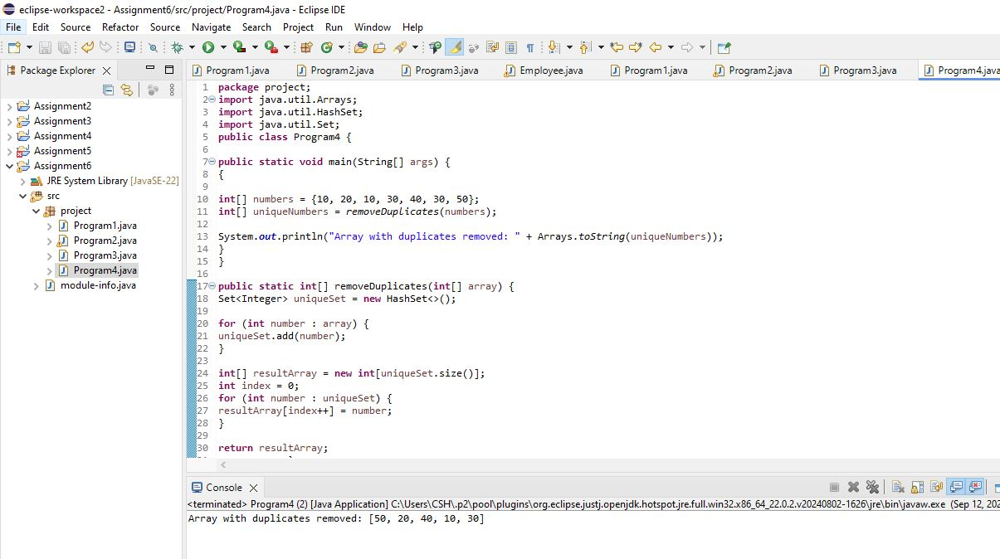 eclipse-workspace2 - Assignment6/src/project/Program4.java - Eclipse IDE
File Edit Source Refactor Source Navigate Search Project Run Window Help
Package Explorer
Program1.java Program2.java Program3.java Employee.java Program1.java Program2.java Program3.java Program4.java
Assignment2
Assignment3
Assignment4
Assignment5
Assignment6
JRE System Library [JavaSE-22]
src
project
Program1.java
Program2.java
Program3.java
Program4.java
module-info.java
1 package project;
2 import java.util.Arrays;
3 import java.util.HashSet;
4 import java.util.Set;
5 public class Program4 {
6
7 public static void main(String[] args) {
8 {
9
10 int[] numbers = {10, 20, 10, 30, 40, 30, 50};
11 int[] uniqueNumbers = removeDuplicates(numbers);
12
13 System.out.println("Array with duplicates removed: " + Arrays.toString(uniqueNumbers));
14 }
15 }
16
17 public static int[] removeDuplicates(int[] array) {
18 Set<Integer> uniqueSet = new HashSet<>();
19
20 for (int number : array) {
21 uniqueSet.add(number);
22 }
23
24 int[] resultArray = new int[uniqueSet.size()];
25 int index = 0;
26 for (int number : uniqueSet) {
27 resultArray[index++] = number;
28 }
29
30 return resultArray;
Console
<terminated> Program4 (2) [Java Application] C:\Users\CSH\.p2\pool\plugins\org.eclipse.justj.openjdk.hotspot.jre.full.win32.x86_64_22.0.2.v20240802-1626\jre\bin\javaw.exe (Sep 12, 202
Array with duplicates removed: [50, 20, 40, 10, 30]